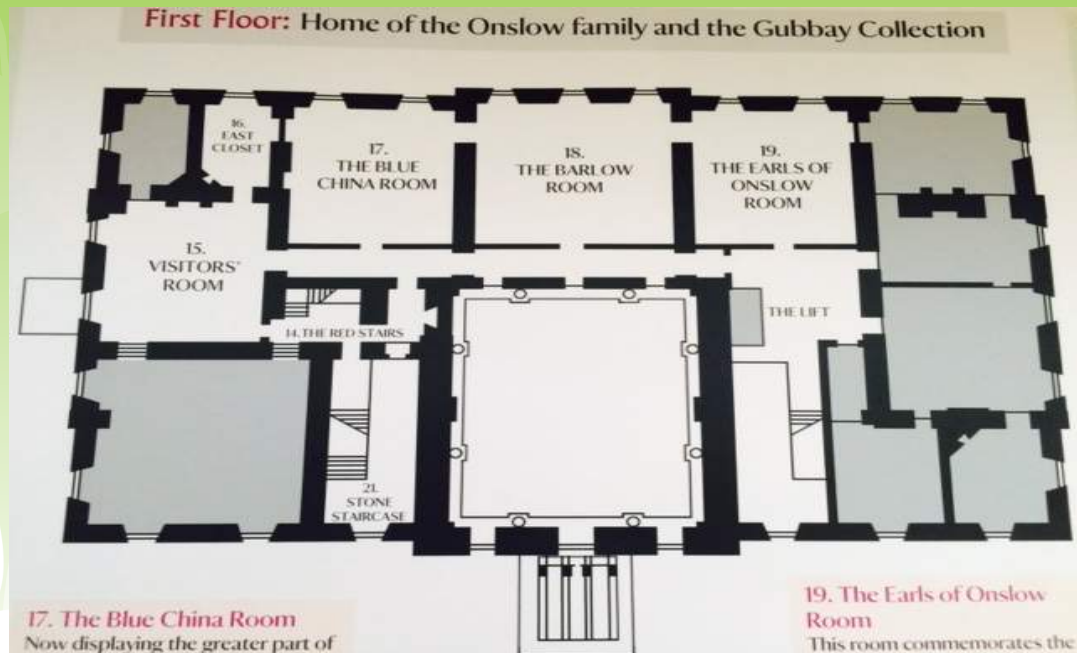 First Floor: Home of the Onslow family and the Gubbay Collection
16.
EAST
CLOSET
17.
THE BLUE
CHINA ROOM
18.
THE BARLOW
ROOM
19.
THE EARLS OF
ONSLOW
ROOM
15.
VISITORS'
ROOM
14. THE RED STAIRS
THE LIFT
21.
STONE
STAIRCASE
17. The Blue China Room
Now displaying the greater part of
19. The Earls of Onslow
Room
This room commemorates the